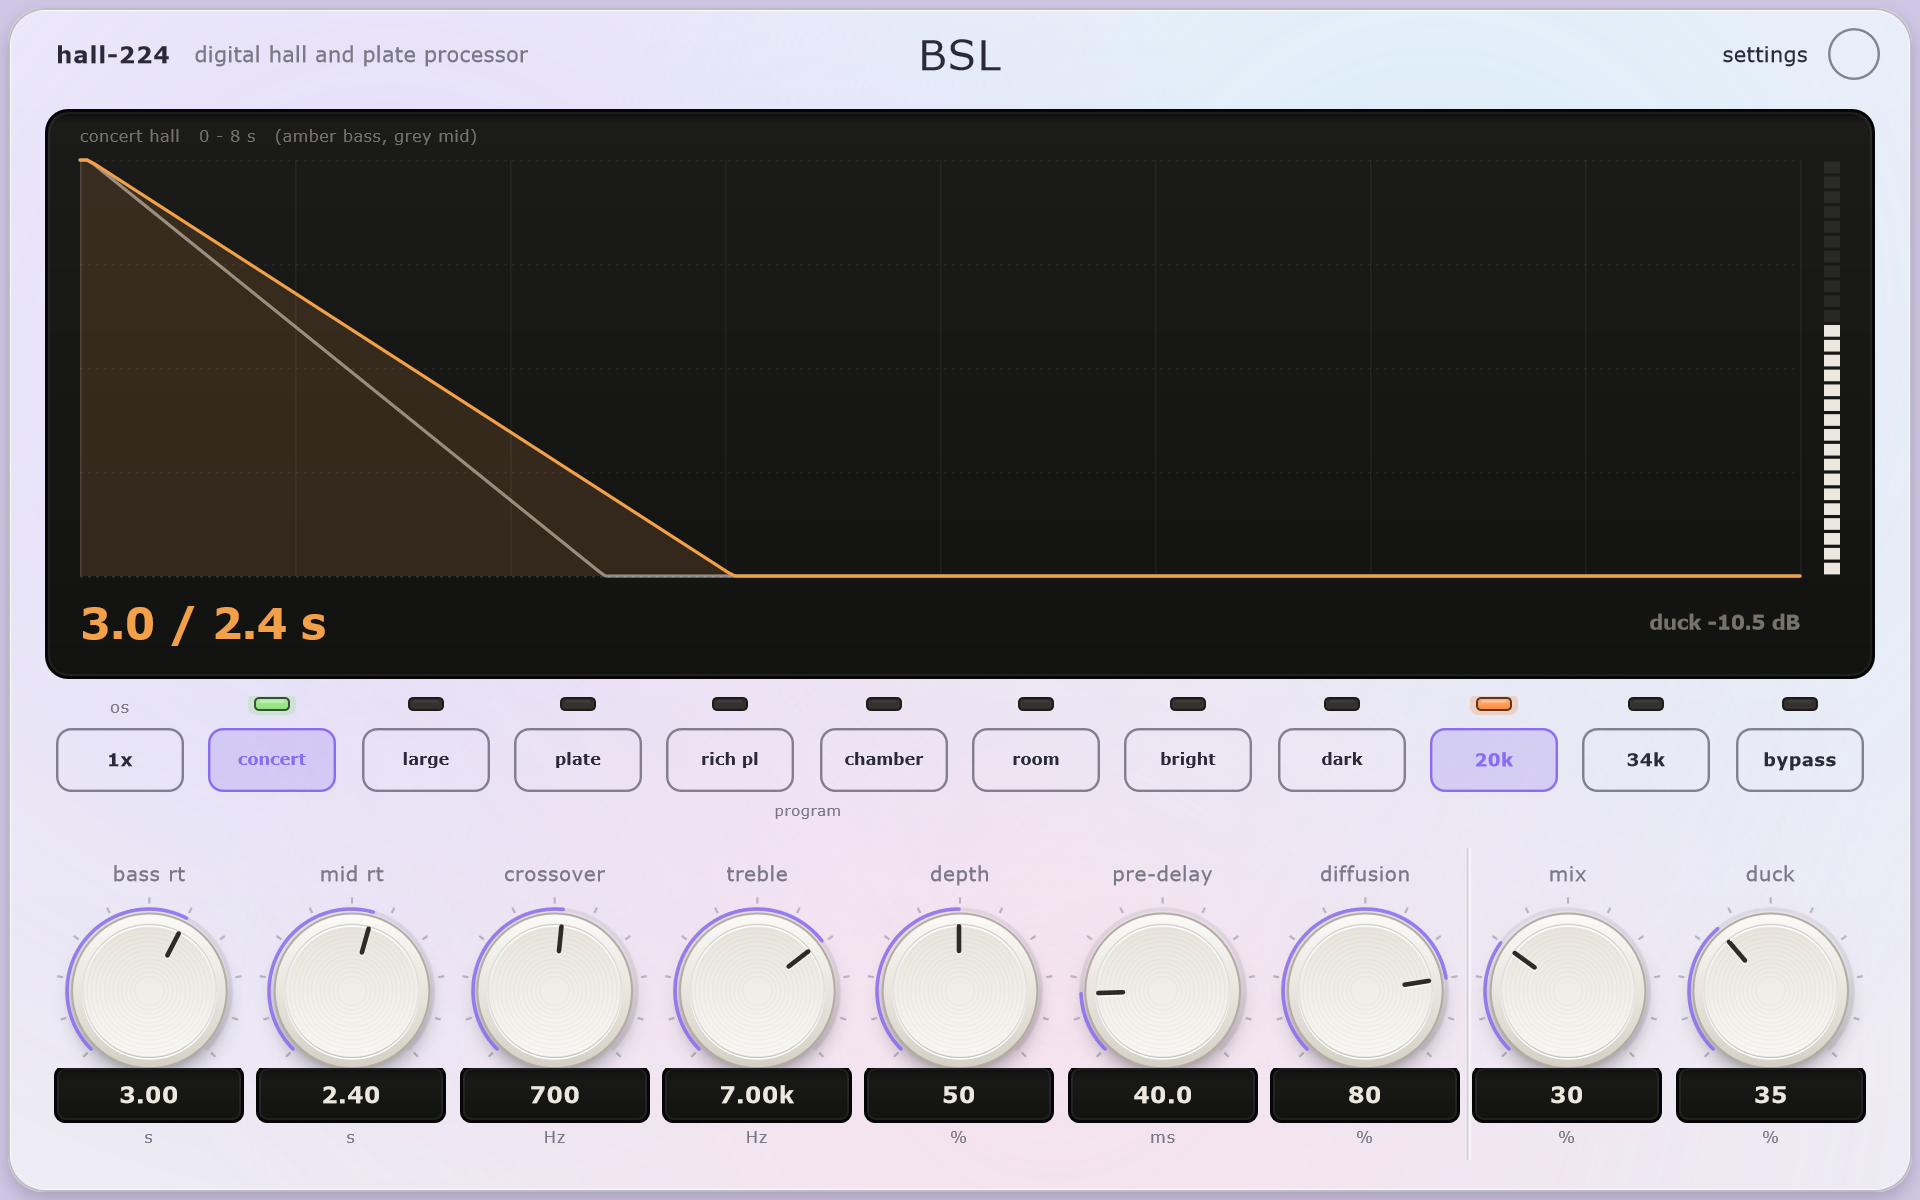 hall-224 digital hall and plate processor BSL settings
concert hall 0 - 8 s (amber bass, grey mid)
3.0 / 2.4 s duck -10.5 dB
os
1x concert large plate rich pl chamber room bright dark 20k 34k bypass
program
bass rt mid rt crossover treble depth pre-delay diffusion mix duck
3.00 2.40 700 7.00k 50 40.0 80 30 35
s s Hz Hz % ms % % %